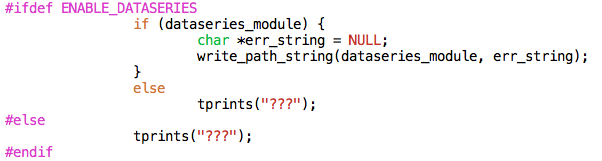 #ifdef ENABLE_DATASERIES
                if (dataseries_module) {
                        char *err_string = NULL;
                        write_path_string(dataseries_module, err_string);
                }
                else
                        tprints("???");
#else
                tprints("???");
#endif